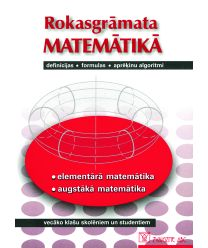 Rokasgrāmata
MATEMĀTIKĀ
definīcijas • formulas • aprēķinu algoritmi
• elementārā matemātika
• augstākā matemātika
vecāko klašu skolēniem un studentiem